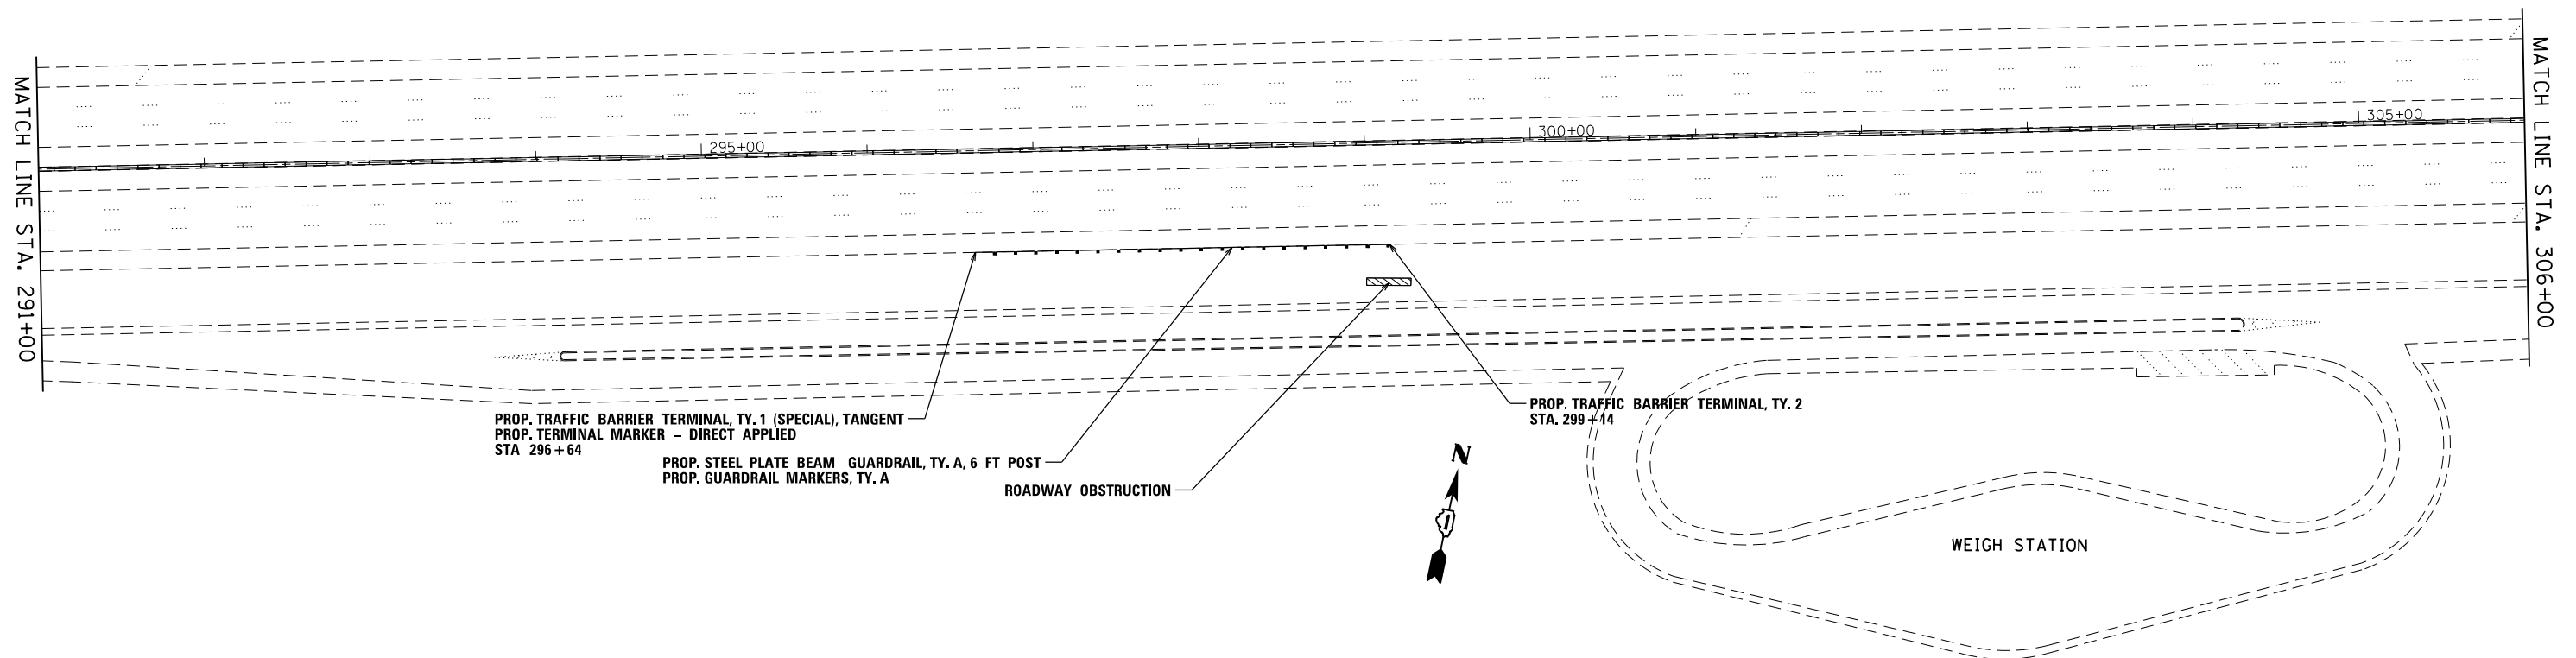 MATCH LINE STA. 291+00
295+00
300+00
305+00
MATCH LINE STA. 306+00
PROP. TRAFFIC BARRIER TERMINAL, TY. 1 (SPECIAL), TANGENT
PROP. TERMINAL MARKER – DIRECT APPLIED
STA 296+64
PROP. STEEL PLATE BEAM GUARDRAIL, TY. A, 6 FT POST
PROP. GUARDRAIL MARKERS, TY. A
ROADWAY OBSTRUCTION
PROP. TRAFFIC BARRIER TERMINAL, TY. 2
STA. 299+14
N
1
WEIGH STATION